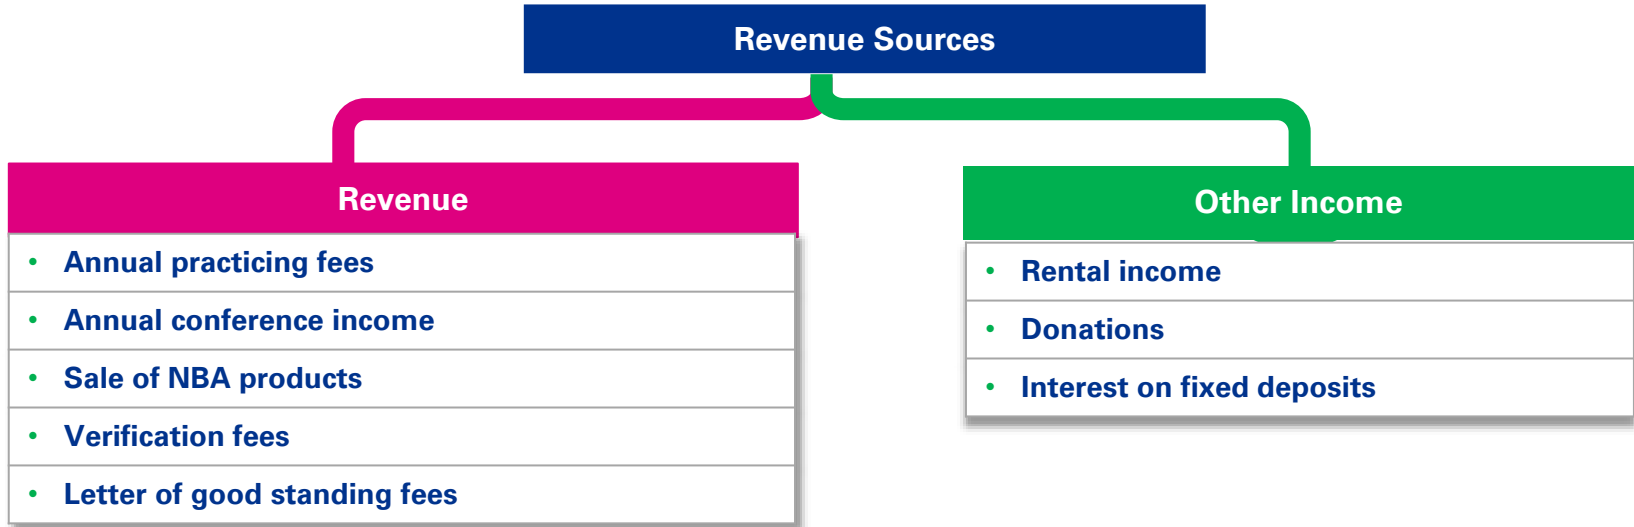 Revenue Sources
Revenue
• Annual practicing fees
• Annual conference income
• Sale of NBA products
• Verification fees
• Letter of good standing fees
Other Income
• Rental income
• Donations
• Interest on fixed deposits